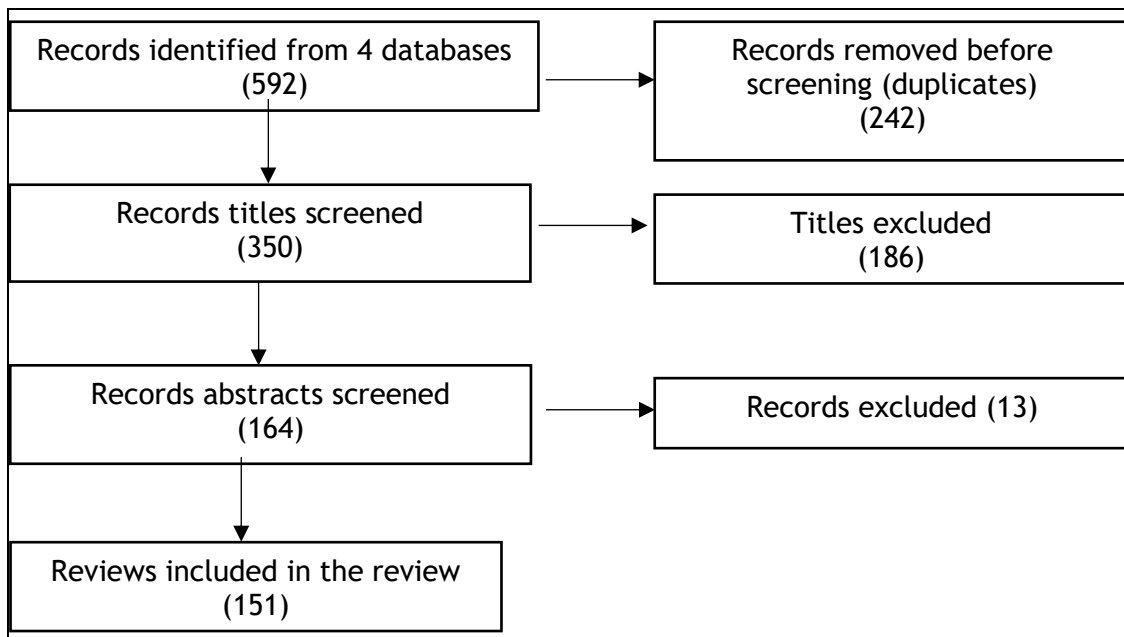 Records identified from 4 databases
(592)
Records removed before
screening (duplicates)
(242)
Records titles screened
(350)
Titles excluded
(186)
Records abstracts screened
(164)
Records excluded (13)
Reviews included in the review
(151)